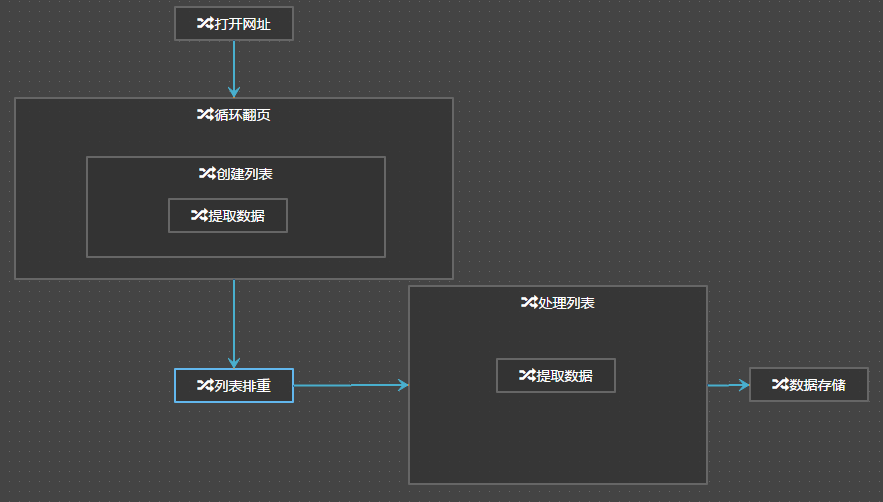 打开网址
循环翻页
创建列表
提取数据
列表排重
处理列表
提取数据
数据存储